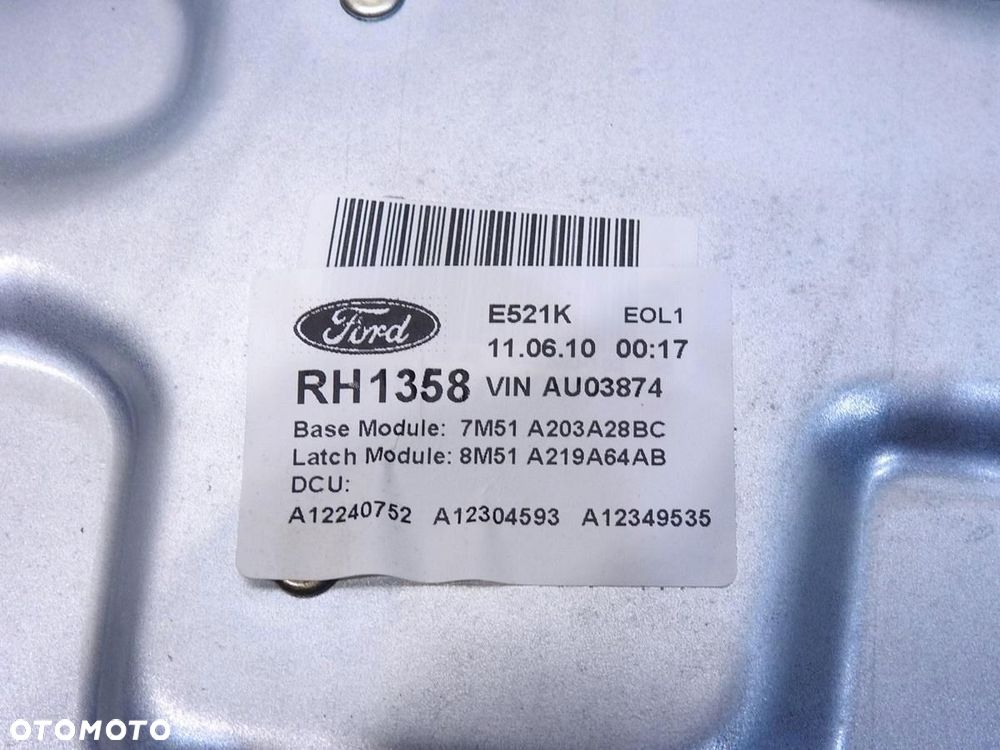 Ford
E521K EOL1
11.06.10 00:17
RH1358 VIN AU03874
Base Module: 7M51 A203A28BC
Latch Module: 8M51 A219A64AB
DCU:
A12240752 A12304593 A12349535
OTOMOTO